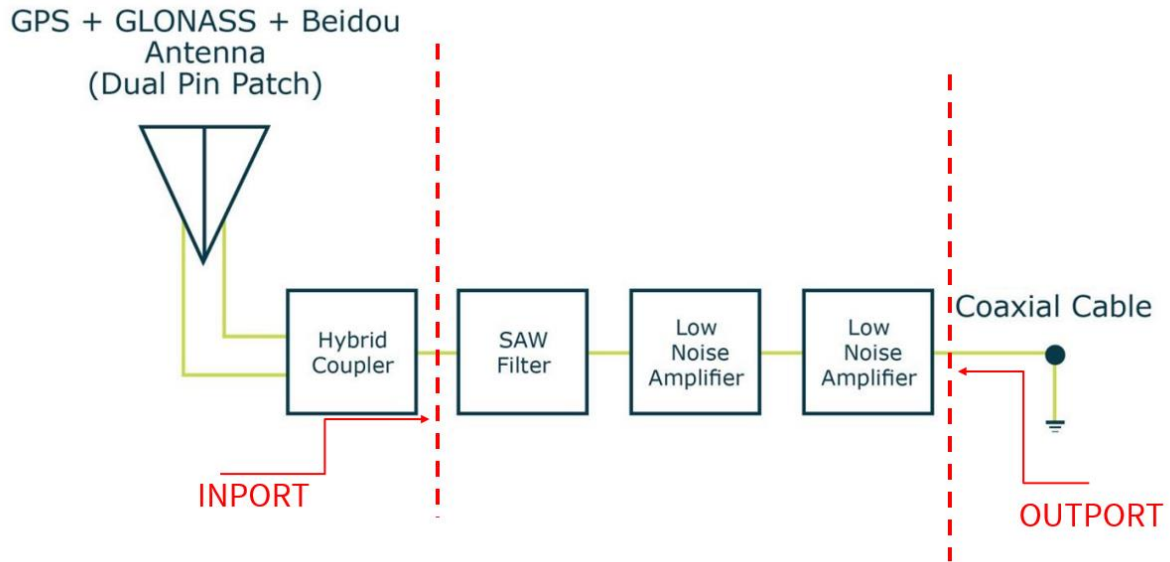 GPS + GLONASS + Beidou
Antenna
(Dual Pin Patch)
Hybrid
Coupler
SAW
Filter
Low
Noise
Amplifier
Low
Noise
Amplifier
Coaxial Cable
INPORT
OUTPORT